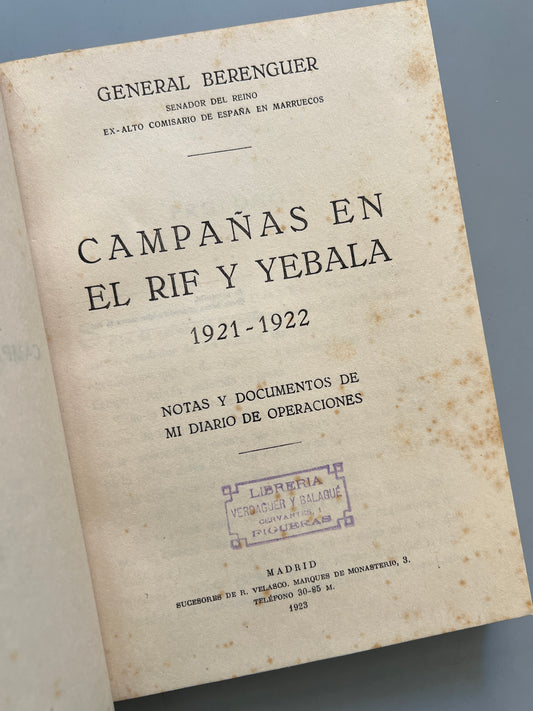 GENERAL BERENGUER
SENADOR DEL REINO
EX-ALTO COMISARIO DE ESPAÑA EN MARRUECOS
CAMPAÑAS EN
EL RIF Y YEBALA
1921-1922
NOTAS Y DOCUMENTOS DE
MI DIARIO DE OPERACIONES
LIBRERIA
VERDAGUER Y BALAGUÉ
CERVANTES, 1
FIGUERAS
MADRID
SUCESORES DE R. VELASCO. MARQUES DE MONASTERIO, 3.
TELÉFONO 30-85 M.
1923